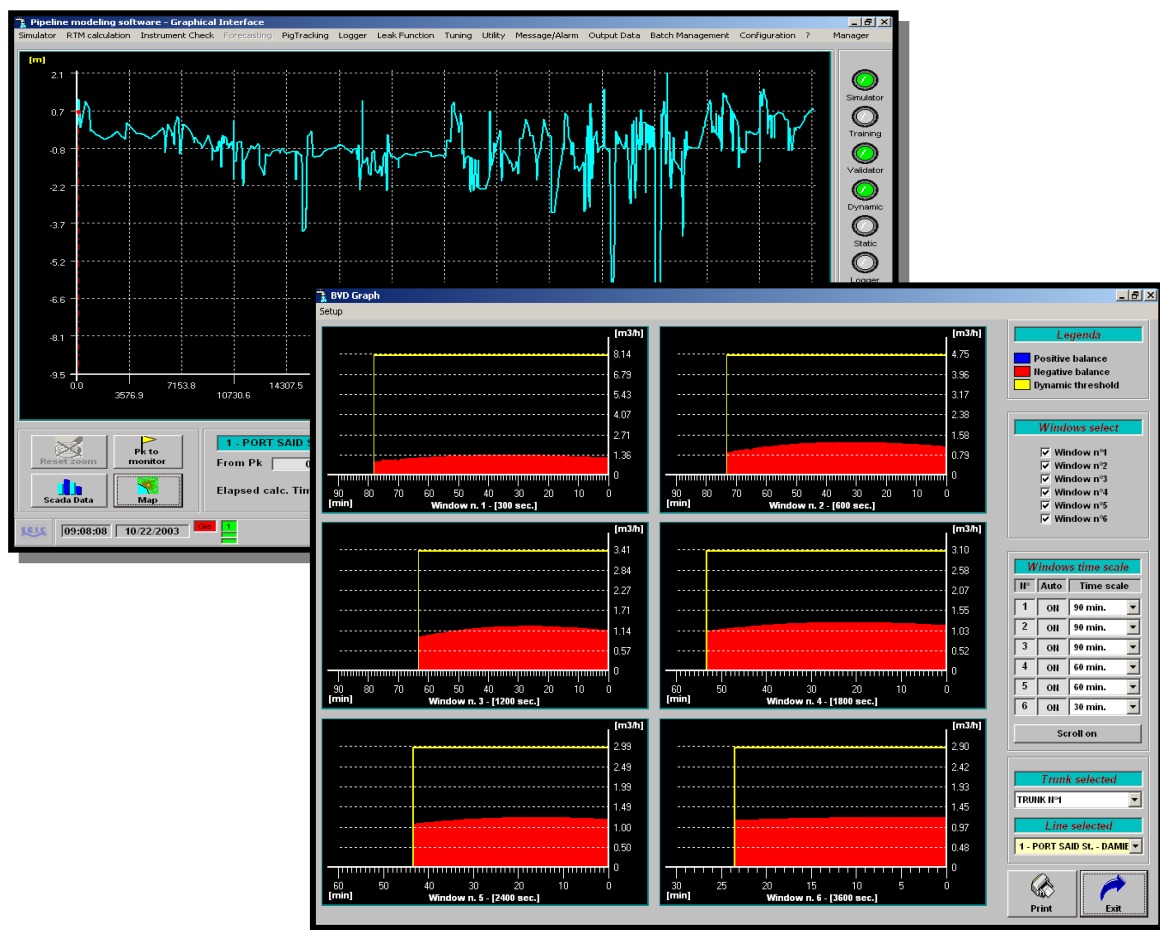 Pipeline modeling software - Graphical Interface
Simulator RTM calculation Instrument Check Forecasting PigTracking Logger Leak Function Tuning Utility Message/Alarm Output Data Batch Management Configuration ? Manager
[m]
2.1
0.7
-0.8
-2.2
-3.7
-5.2
-6.6
-8.1
-9.5
0.0 7153.8 14307.5
3576.9 10730.6
Simulator
Training
Validator
Dynamic
Static
Logger
Reset zoom
Pk to monitor
Scada Data
Map
1 - PORT SAID S
From Pk 0
Elapsed calc. Tim
09:08:08 10/22/2003 1
BVD Graph
Setup
[m3/h]
8.14
6.79
5.43
4.07
2.71
1.36
0
90 80 70 60 50 40 30 20 10 0
[min] Window n. 1 - [300 sec.]
[m3/h]
4.75
3.96
3.17
2.38
1.58
0.79
0
90 80 70 60 50 40 30 20 10 0
[min] Window n. 2 - [600 sec.]
[m3/h]
3.41
2.84
2.27
1.71
1.14
0.57
0
90 80 70 60 50 40 30 20 10 0
[min] Window n. 3 - [1200 sec.]
[m3/h]
3.10
2.58
2.07
1.55
1.03
0.52
0
60 50 40 30 20 10 0
[min] Window n. 4 - [1800 sec.]
[m3/h]
2.99
2.49
1.93
1.49
1.00
0.50
0
60 50 40 30 20 10 0
[min] Window n. 5 - [2400 sec.]
[m3/h]
2.90
2.42
1.93
1.45
0.97
0.48
0
30 25 20 15 10 5 0
[min] Window n. 6 - [3600 sec.]
Legenda
Positive balance
Negative balance
Dynamic threshold
Windows select
Window n°1
Window n°2
Window n°3
Window n°4
Window n°5
Window n°6
Windows time scale
N° Auto Time scale
1 ON 90 min.
2 ON 90 min.
3 ON 90 min.
4 ON 60 min.
5 ON 60 min.
6 ON 30 min.
Scroll on
Trunk selected
TRUNK N°1
Line selected
1 - PORT SAID St. - DAMIE
Print Exit